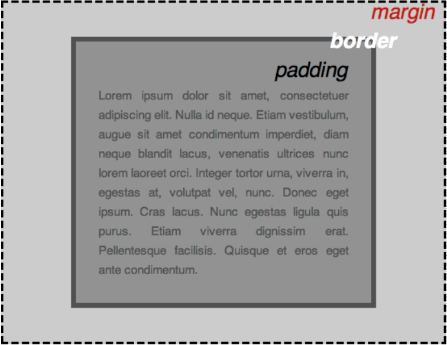 margin
border
padding
Lorem ipsum dolor sit amet, consectetuer
adipiscing elit. Nulla id neque. Etiam vestibulum,
augue sit amet condimentum imperdiet, diam
neque blandit lacus, venenatis ultrices nunc
lorem laoreet orci. Integer tortor urna, viverra in,
egestas at, volutpat vel, nunc. Donec eget
ipsum. Cras lacus. Nunc egestas ligula quis
purus. Etiam viverra dignissim erat.
Pellentesque facilisis. Quisque et eros eget
ante condimentum.